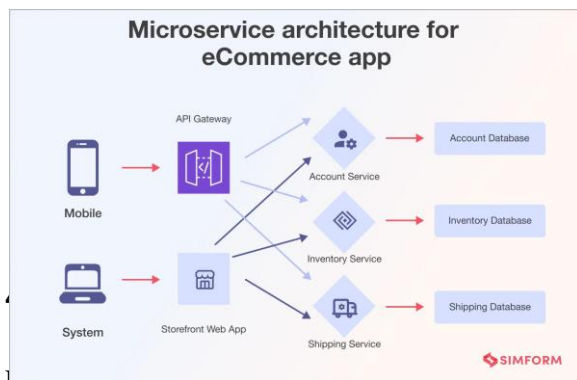 Microservice architecture for
eCommerce app
API Gateway
Account Service
Account Database
Mobile
Inventory Service
Inventory Database
System
Storefront Web App
Shipping Service
Shipping Database
SIMFORM